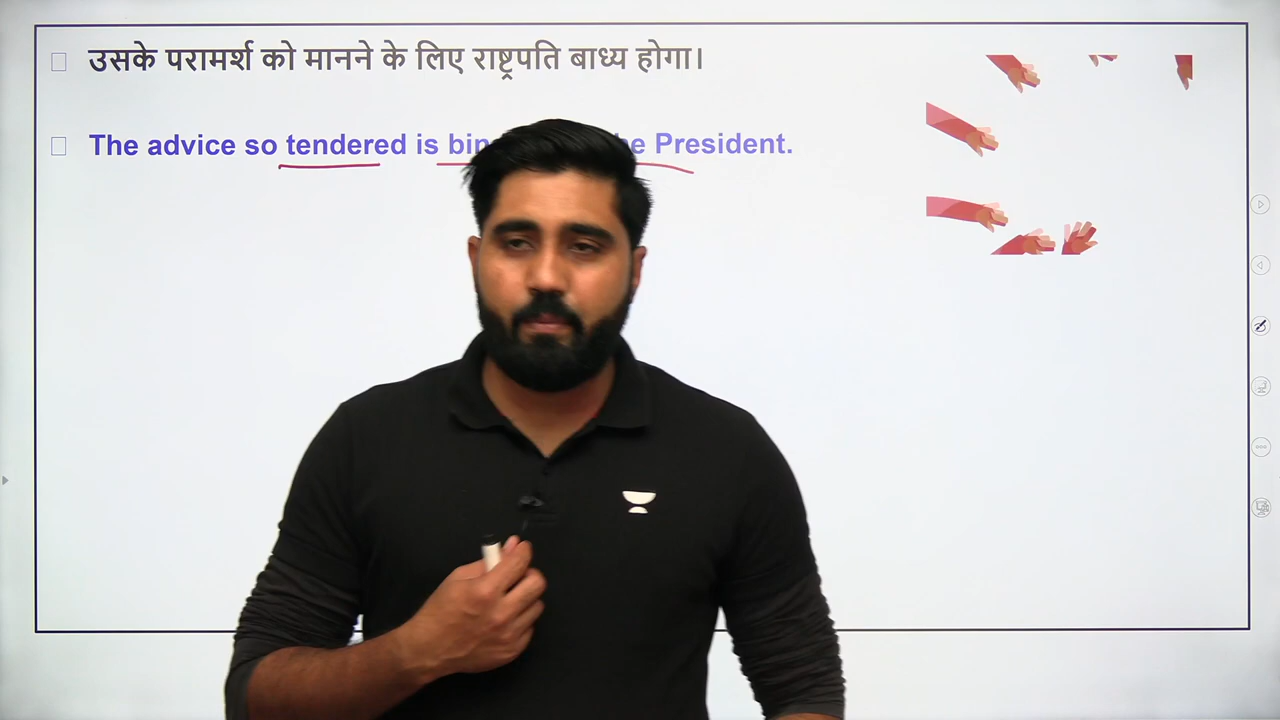 उसके परामर्श को मानने के लिए राष्ट्रपति बाध्य होगा।
The advice so tendered is President.